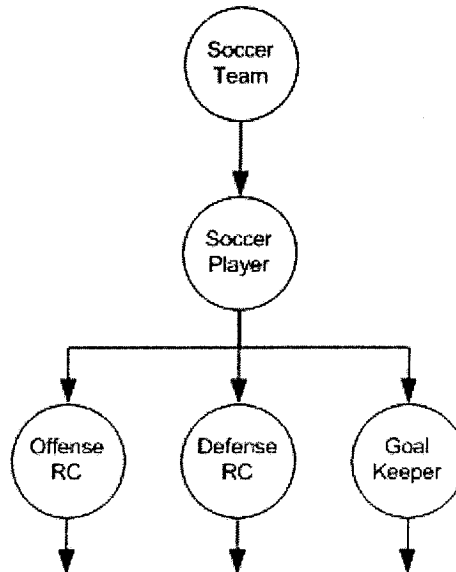 Soccer
Team
Soccer
Player
Offense
RC
Defense
RC
Goal
Keeper